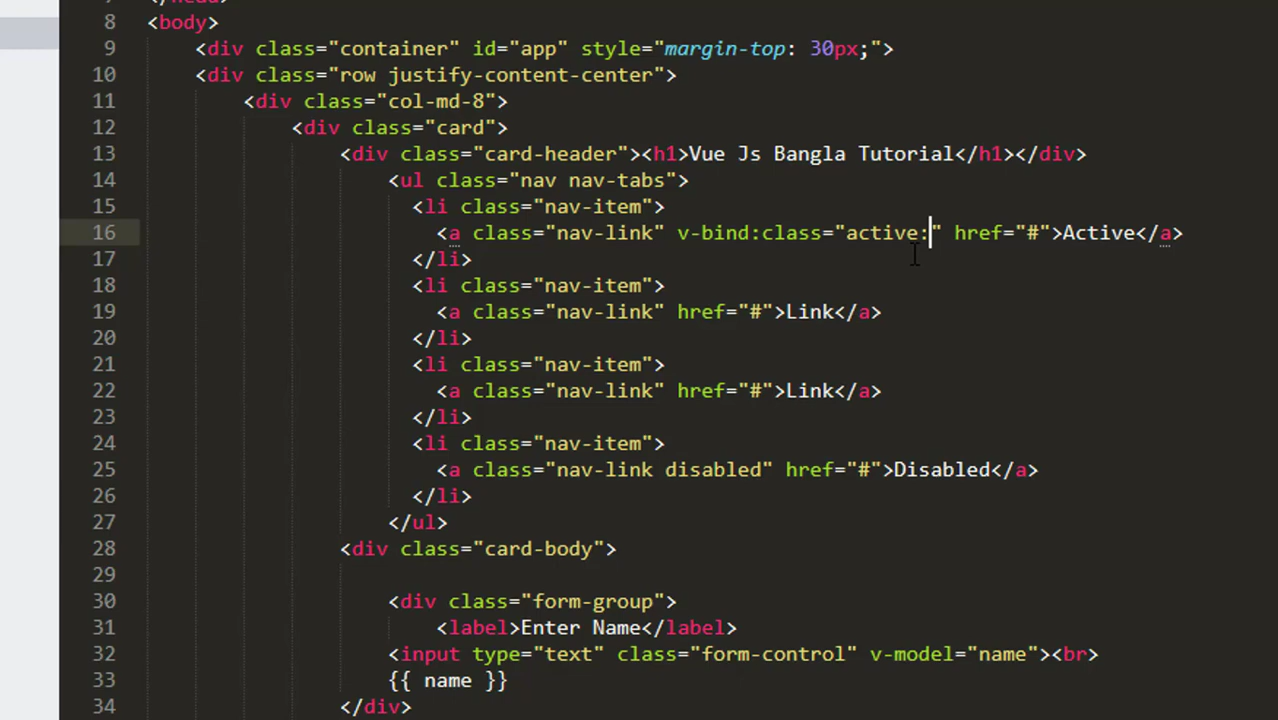 8 <body>
9 <div class="container" id="app" style="margin-top: 30px;">
10 <div class="row justify-content-center">
11 <div class="col-md-8">
12 <div class="card">
13 <div class="card-header"><h1>Vue Js Bangla Tutorial</h1></div>
14 <ul class="nav nav-tabs">
15 <li class="nav-item">
16 <a class="nav-link" v-bind:class="active:" href="#">Active</a>
17 </li>
18 <li class="nav-item">
19 <a class="nav-link" href="#">Link</a>
20 </li>
21 <li class="nav-item">
22 <a class="nav-link" href="#">Link</a>
23 </li>
24 <li class="nav-item">
25 <a class="nav-link disabled" href="#">Disabled</a>
26 </li>
27 </ul>
28 <div class="card-body">
29
30 <div class="form-group">
31 <label>Enter Name</label>
32 <input type="text" class="form-control" v-model="name"><br>
33 {{ name }}
34 </div>